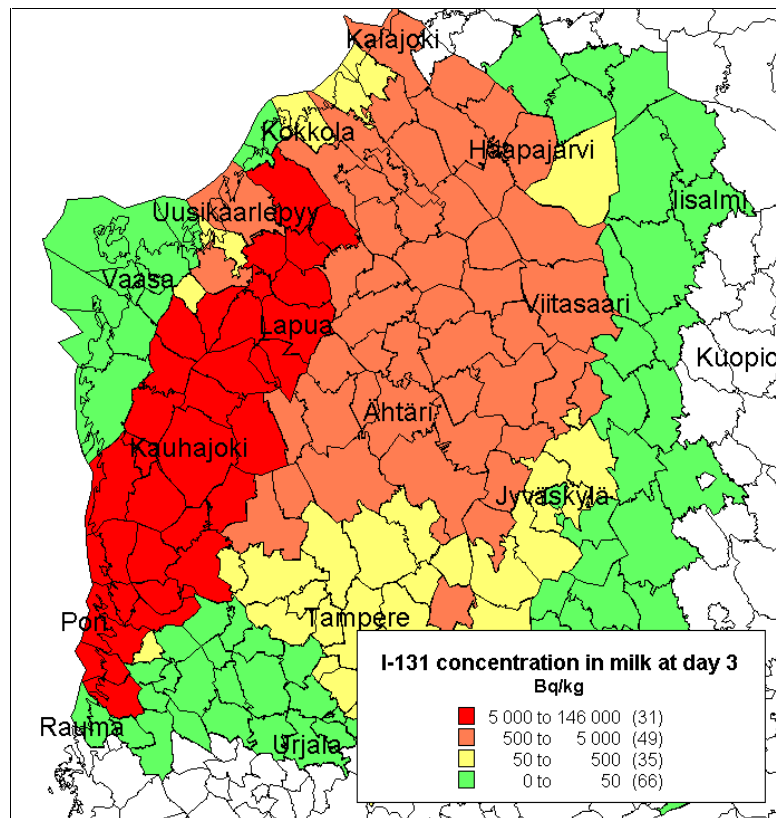 Kalajoki
Kokkola
Haapajärvi
Iisalmi
Uusikaarlepyy
Vaasa
Viitasaari
Lapua
Kuopio
Ähtäri
Kauhajoki
Jyväskylä
Tampere
Pori
Rauma
Urjala
I-131 concentration in milk at day 3
Bq/kg
5 000 to 146 000 (31)
500 to 5 000 (49)
50 to 500 (35)
0 to 50 (66)